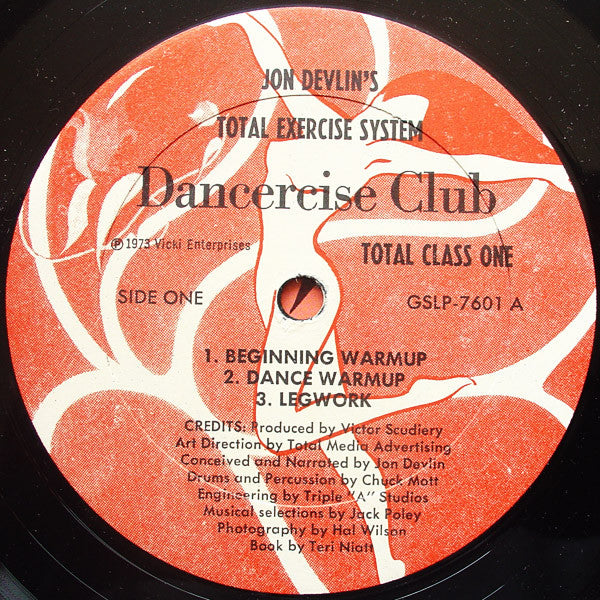 JON DEVLIN'S
TOTAL EXERCISE SYSTEM
Dancercise Club
℗ 1973 Vicki Enterprises
TOTAL CLASS ONE
SIDE ONE
GSLP-7601 A
1. BEGINNING WARMUP
2. DANCE WARMUP
3. LEGWORK
CREDITS: Produced by Victor Scudiery
Art Direction by Total Media Advertising
Conceived and Narrated by Jon Devlin
Drums and Percussion by Chuck Mott
Engineering by Triple "A" Studios
Musical selections by Jack Poley
Photography by Hal Wilson
Book by Teri Niatt